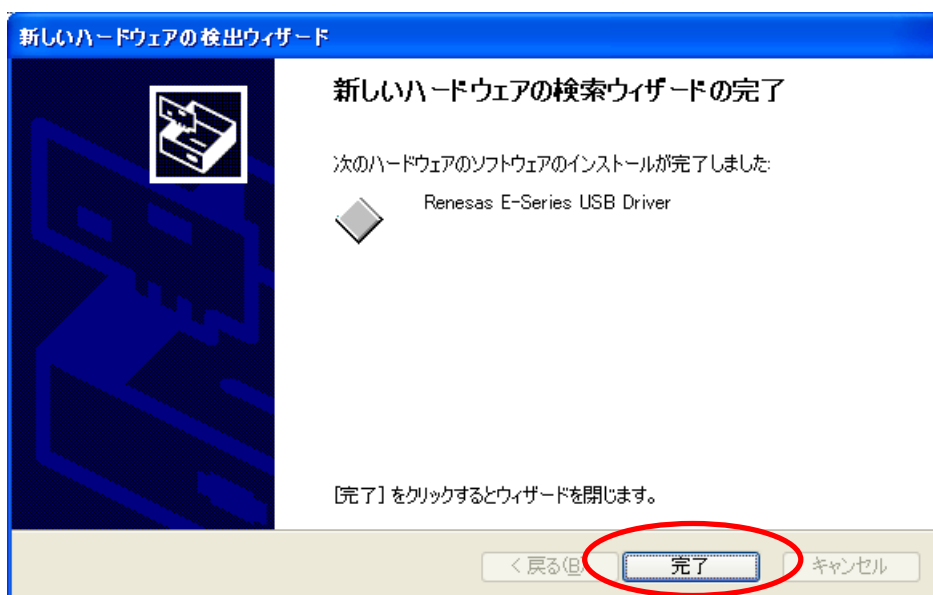 新しいハードウェアの検出ウィザード
新しいハードウェアの検索ウィザードの完了
次のハードウェアのソフトウェアのインストールが完了しました:
Renesas E-Series USB Driver
[完了] をクリックするとウィザードを閉じます。
< 戻る(B) 完了 キャンセル